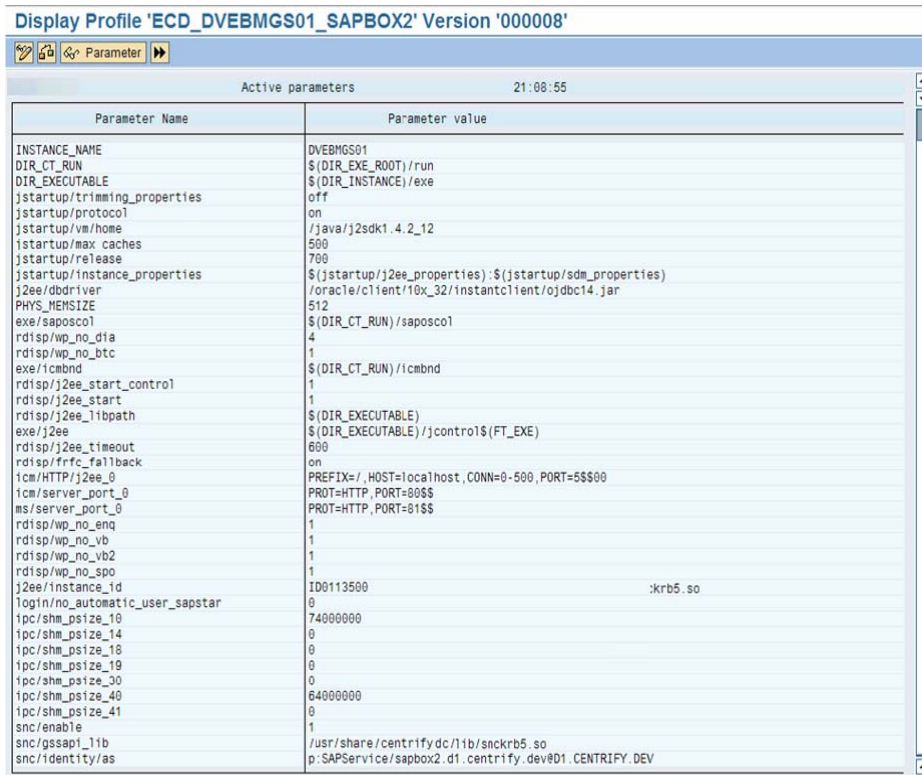 Display Profile 'ECD_DVEBMGS01_SAPBOX2' Version '000008'
Parameter
Active parameters 21:08:55
Parameter Name Parameter value
INSTANCE_NAME DVEBMGS01
DIR_CT_RUN $(DIR_EXE_ROOT)/run
DIR_EXECUTABLE $(DIR_INSTANCE)/exe
jstartup/trimming_properties off
jstartup/protocol on
jstartup/vm/home /java/j2sdk1.4.2_12
jstartup/max_caches 500
jstartup/release 700
jstartup/instance_properties $(jstartup/j2ee_properties):$(jstartup/sdm_properties)
j2ee/dbdriver /oracle/client/10x_32/instantclient/ojdbc14.jar
PHYS_MEMSIZE 512
exe/saposcol $(DIR_CT_RUN)/saposcol
rdisp/wp_no_dia 4
rdisp/wp_no_btc 1
exe/icmbnd $(DIR_CT_RUN)/icmbnd
rdisp/j2ee_start_control 1
rdisp/j2ee_start 1
rdisp/j2ee_libpath $(DIR_EXECUTABLE)
exe/j2ee $(DIR_EXECUTABLE)/jcontrol$(FT_EXE)
rdisp/j2ee_timeout 600
rdisp/frfc_fallback on
icm/HTTP/j2ee_0 PREFIX=/,HOST=localhost,CONN=0-500,PORT=5$$00
icm/server_port_0 PROT=HTTP,PORT=80$$
ms/server_port_0 PROT=HTTP,PORT=81$$
rdisp/wp_no_enq 1
rdisp/wp_no_vb 1
rdisp/wp_no_vb2 1
rdisp/wp_no_spo 1
j2ee/instance_id ID0113500 :krb5.so
login/no_automatic_user_sapstar 0
ipc/shm_psize_10 74000000
ipc/shm_psize_14 0
ipc/shm_psize_18 0
ipc/shm_psize_19 0
ipc/shm_psize_30 0
ipc/shm_psize_40 64000000
ipc/shm_psize_41 0
snc/enable 1
snc/gssapi_lib /usr/share/centrifydc/lib/snckrb5.so
snc/identity/as p:SAPService/sapbox2.d1.centrify.dev@D1.CENTRIFY.DEV